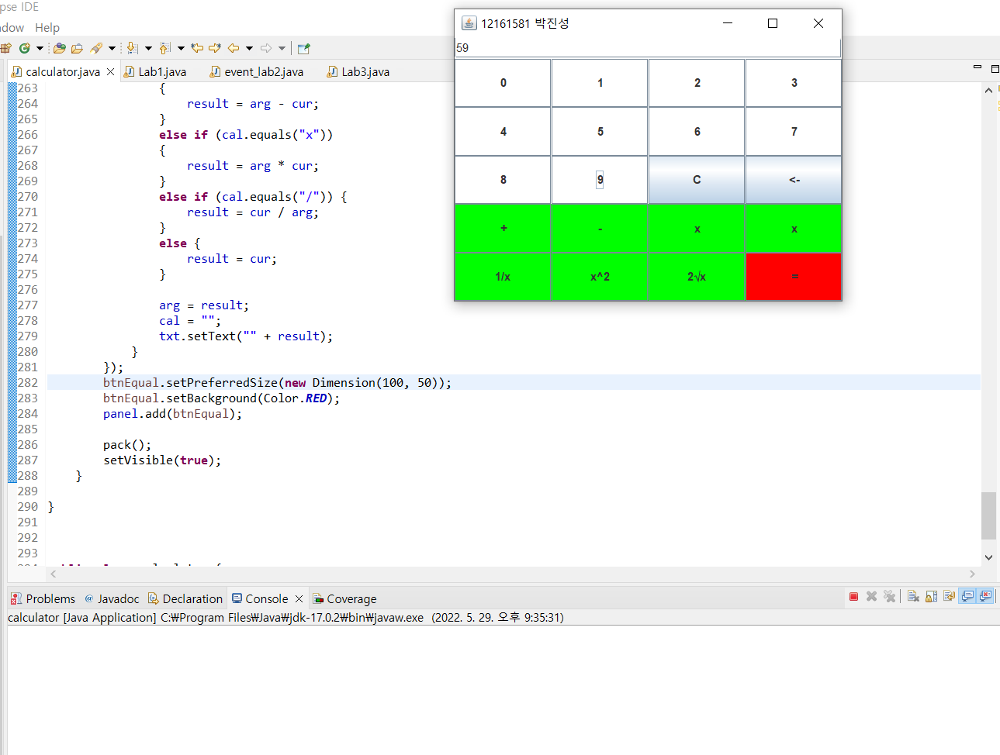 pse IDE
ndow Help
calculator.java
Lab1.java
event_lab2.java
Lab3.java
263 {
264 result = arg - cur;
265 }
266 else if (cal.equals("x"))
267 {
268 result = arg * cur;
269 }
270 else if (cal.equals("/")) {
271 result = cur / arg;
272 }
273 else {
274 result = cur;
275 }
276
277 arg = result;
278 cal = "";
279 txt.setText("" + result);
280 }
281 });
282 btnEqual.setPreferredSize(new Dimension(100, 50));
283 btnEqual.setBackground(Color.RED);
284 panel.add(btnEqual);
285
286 pack();
287 setVisible(true);
288 }
289
290 }
291
292
293
12161581 박진성
59
0 1 2 3
4 5 6 7
8 9 C <-
+ - x x
1/x x^2 2√x =
Problems @ Javadoc Declaration Console Coverage
calculator [Java Application] C:₩Program Files₩Java₩jdk-17.0.2₩bin₩javaw.exe (2022. 5. 29. 오후 9:35:31)